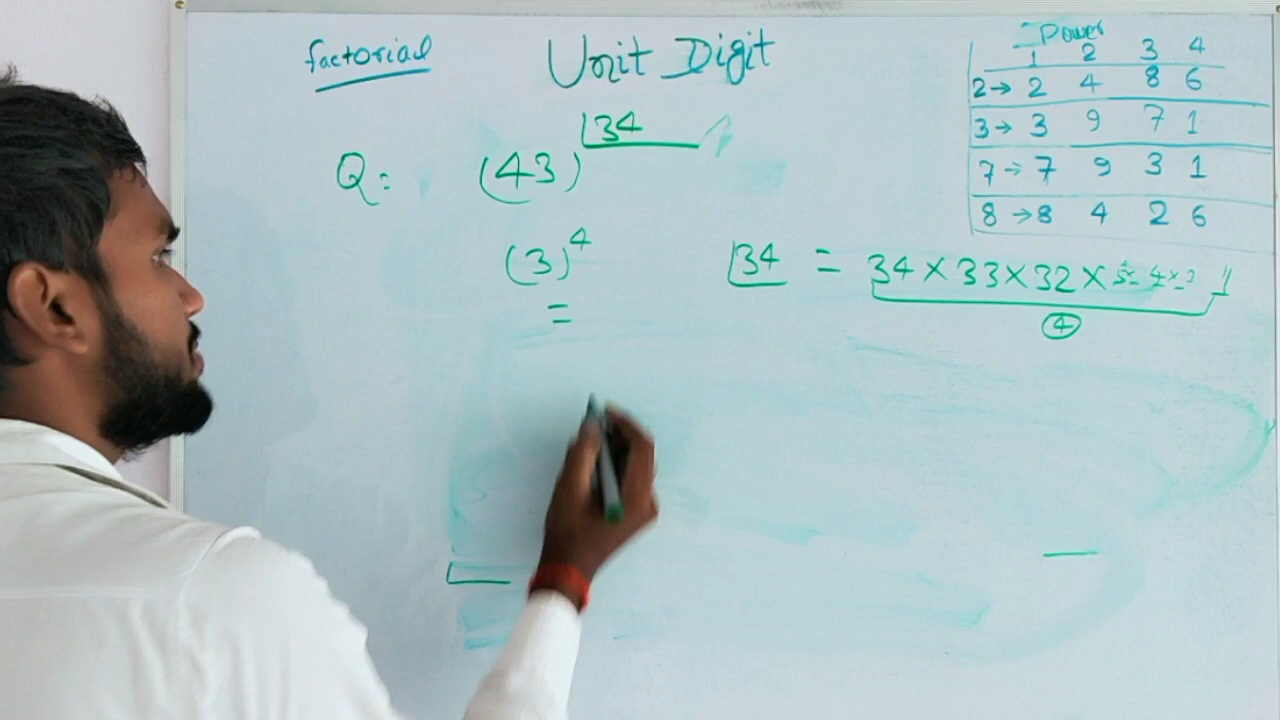 factorial Unit Digit
Power
1 2 3 4
2→ 2 4 8 6
3→ 3 9 7 1
7→ 7 9 3 1
8→ 8 4 2 6
Q: (43)^|34
(3)^4 |34 = 34×33×32× 1
=
4